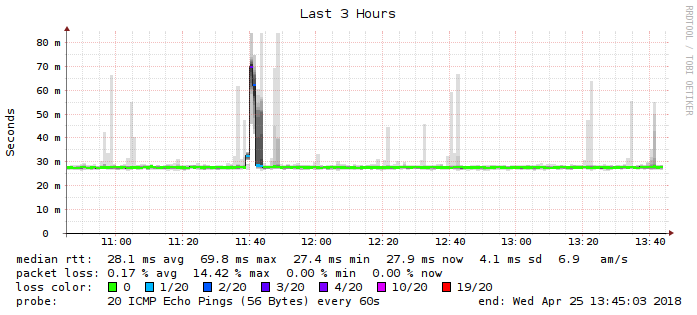 Last 3 Hours
RRDTOOL / TOBI OETIKER
Seconds
80 m
70 m
60 m
50 m
40 m
30 m
20 m
10 m
0
11:00 11:20 11:40 12:00 12:20 12:40 13:00 13:20 13:40
median rtt: 28.1 ms avg 69.8 ms max 27.4 ms min 27.9 ms now 4.1 ms sd 6.9 am/s
packet loss: 0.17 % avg 14.42 % max 0.00 % min 0.00 % now
loss color: 0 1/20 2/20 3/20 4/20 10/20 19/20
probe: 20 ICMP Echo Pings (56 Bytes) every 60s end: Wed Apr 25 13:45:03 2018